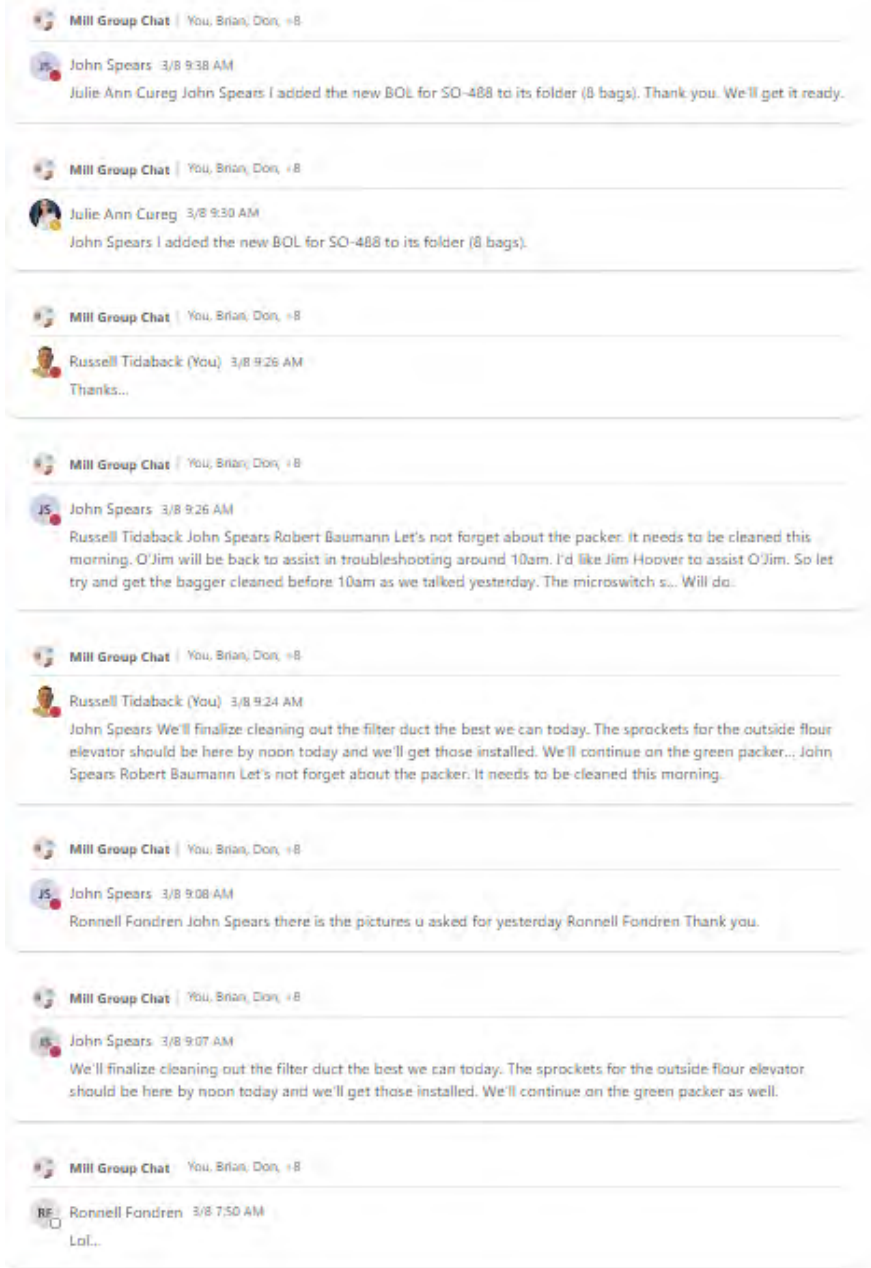 Mill Group Chat | You, Brian, Don, +8
JS John Spears 3/8 9:38 AM
Julie Ann Cureg John Spears I added the new BOL for SO-488 to its folder (8 bags). Thank you. We'll get it ready.
Mill Group Chat | You, Brian, Don, +8
Julie Ann Cureg 3/8 9:30 AM
John Spears I added the new BOL for SO-488 to its folder (8 bags).
Mill Group Chat | You, Brian, Don, +8
Russell Tidaback (You) 3/8 9:26 AM
Thanks...
Mill Group Chat | You, Brian, Don, +8
JS John Spears 3/8 9:26 AM
Russell Tidaback John Spears Robert Baumann Let's not forget about the packer. It needs to be cleaned this
morning. O'Jim will be back to assist in troubleshooting around 10am. I'd like Jim Hoover to assist O'Jim. So let
try and get the bagger cleaned before 10am as we talked yesterday. The microswitch s... Will do.
Mill Group Chat | You, Brian, Don, +8
Russell Tidaback (You) 3/8 9:24 AM
John Spears We'll finalize cleaning out the filter duct the best we can today. The sprockets for the outside flour
elevator should be here by noon today and we'll get those installed. We'll continue on the green packer... John
Spears Robert Baumann Let's not forget about the packer. It needs to be cleaned this morning.
Mill Group Chat | You, Brian, Don, +8
JS John Spears 3/8 9:08 AM
Ronnell Fondren John Spears there is the pictures u asked for yesterday Ronnell Fondren Thank you.
Mill Group Chat | You, Brian, Don, +8
JS John Spears 3/8 9:07 AM
We'll finalize cleaning out the filter duct the best we can today. The sprockets for the outside flour elevator
should be here by noon today and we'll get those installed. We'll continue on the green packer as well.
Mill Group Chat You, Brian, Don, +8
RF Ronnell Fondren 3/8 7:50 AM
Lol...